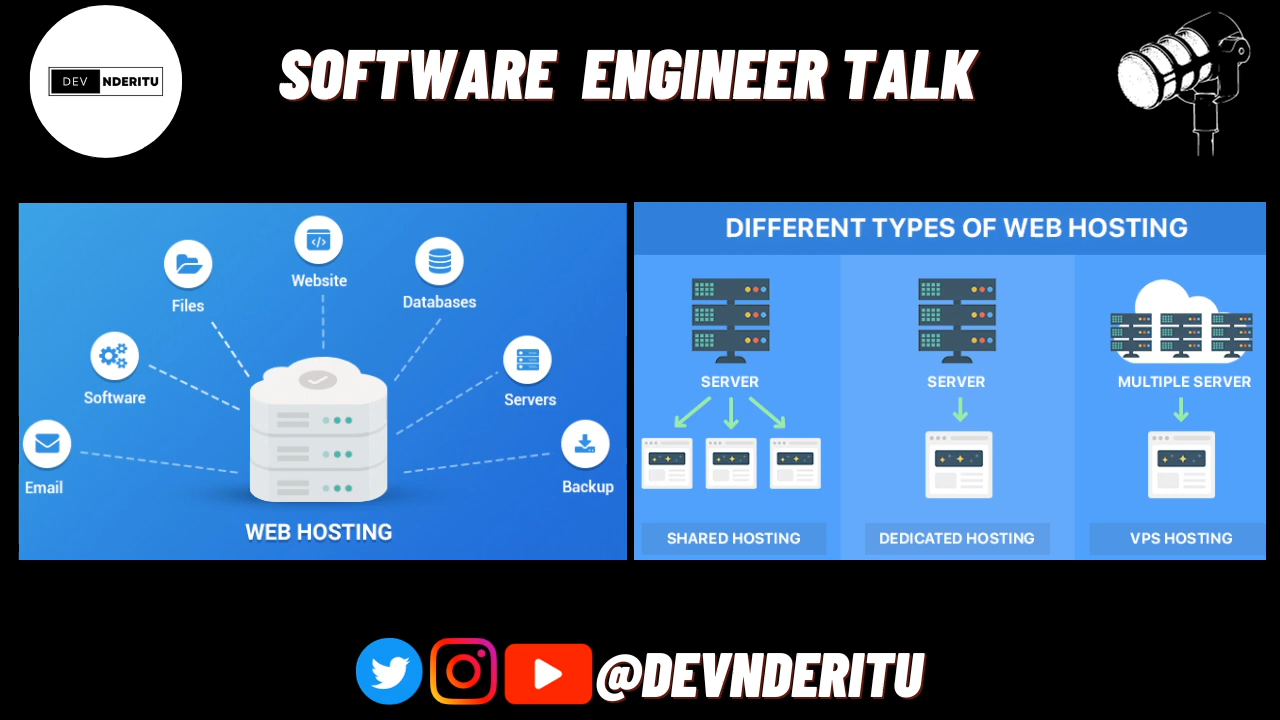 DEV NDERITU
SOFTWARE ENGINEER TALK
Website
Files
Databases
Software
Servers
Email
Backup
WEB HOSTING
DIFFERENT TYPES OF WEB HOSTING
SERVER
SERVER
MULTIPLE SERVER
SHARED HOSTING
DEDICATED HOSTING
VPS HOSTING
@DEVNDERITU